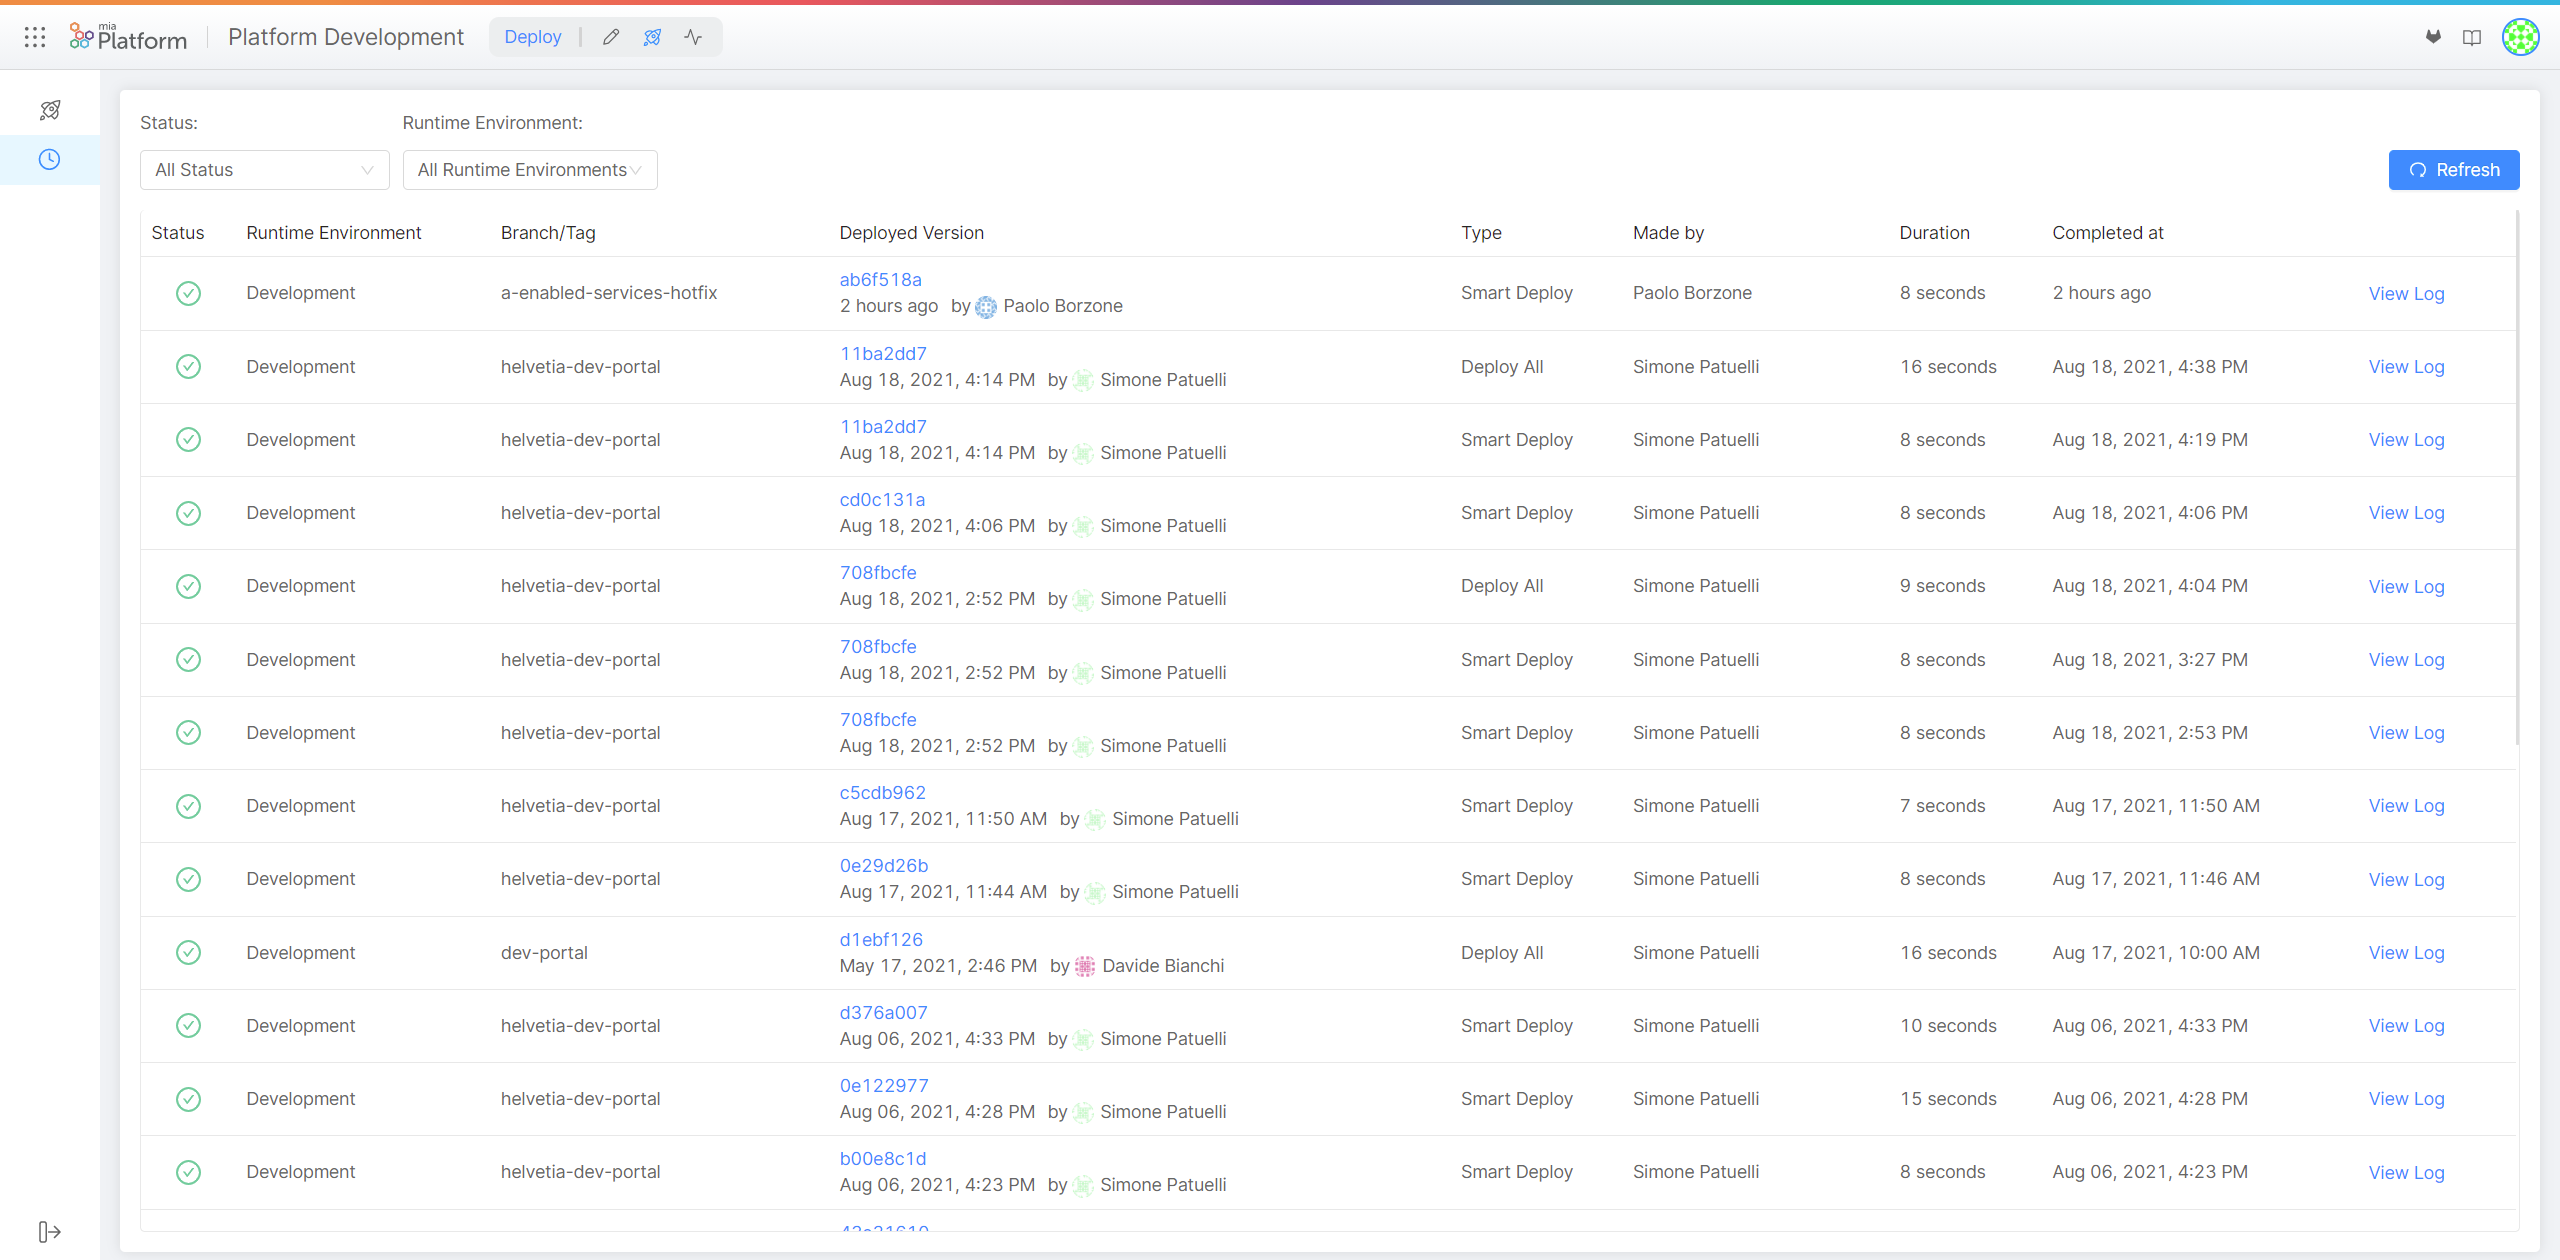 mia
Platform
Platform Development
Deploy
Status:
Runtime Environment:
All Status
All Runtime Environments
Refresh
Status Runtime Environment Branch/Tag Deployed Version Type Made by Duration Completed at
ab6f518a
Development a-enabled-services-hotfix Smart Deploy Paolo Borzone 8 seconds 2 hours ago View Log
2 hours ago by Paolo Borzone
11ba2dd7
Development helvetia-dev-portal Deploy All Simone Patuelli 16 seconds Aug 18, 2021, 4:38 PM View Log
Aug 18, 2021, 4:14 PM by Simone Patuelli
11ba2dd7
Development helvetia-dev-portal Smart Deploy Simone Patuelli 8 seconds Aug 18, 2021, 4:19 PM View Log
Aug 18, 2021, 4:14 PM by Simone Patuelli
cd0c131a
Development helvetia-dev-portal Smart Deploy Simone Patuelli 8 seconds Aug 18, 2021, 4:06 PM View Log
Aug 18, 2021, 4:06 PM by Simone Patuelli
708fbcfe
Development helvetia-dev-portal Deploy All Simone Patuelli 9 seconds Aug 18, 2021, 4:04 PM View Log
Aug 18, 2021, 2:52 PM by Simone Patuelli
708fbcfe
Development helvetia-dev-portal Smart Deploy Simone Patuelli 8 seconds Aug 18, 2021, 3:27 PM View Log
Aug 18, 2021, 2:52 PM by Simone Patuelli
708fbcfe
Development helvetia-dev-portal Smart Deploy Simone Patuelli 8 seconds Aug 18, 2021, 2:53 PM View Log
Aug 18, 2021, 2:52 PM by Simone Patuelli
c5cdb962
Development helvetia-dev-portal Smart Deploy Simone Patuelli 7 seconds Aug 17, 2021, 11:50 AM View Log
Aug 17, 2021, 11:50 AM by Simone Patuelli
0e29d26b
Development helvetia-dev-portal Smart Deploy Simone Patuelli 8 seconds Aug 17, 2021, 11:46 AM View Log
Aug 17, 2021, 11:44 AM by Simone Patuelli
d1ebf126
Development dev-portal Deploy All Simone Patuelli 16 seconds Aug 17, 2021, 10:00 AM View Log
May 17, 2021, 2:46 PM by Davide Bianchi
d376a007
Development helvetia-dev-portal Smart Deploy Simone Patuelli 10 seconds Aug 06, 2021, 4:33 PM View Log
Aug 06, 2021, 4:33 PM by Simone Patuelli
0e122977
Development helvetia-dev-portal Smart Deploy Simone Patuelli 15 seconds Aug 06, 2021, 4:28 PM View Log
Aug 06, 2021, 4:28 PM by Simone Patuelli
b00e8c1d
Development helvetia-dev-portal Smart Deploy Simone Patuelli 8 seconds Aug 06, 2021, 4:23 PM View Log
Aug 06, 2021, 4:23 PM by Simone Patuelli